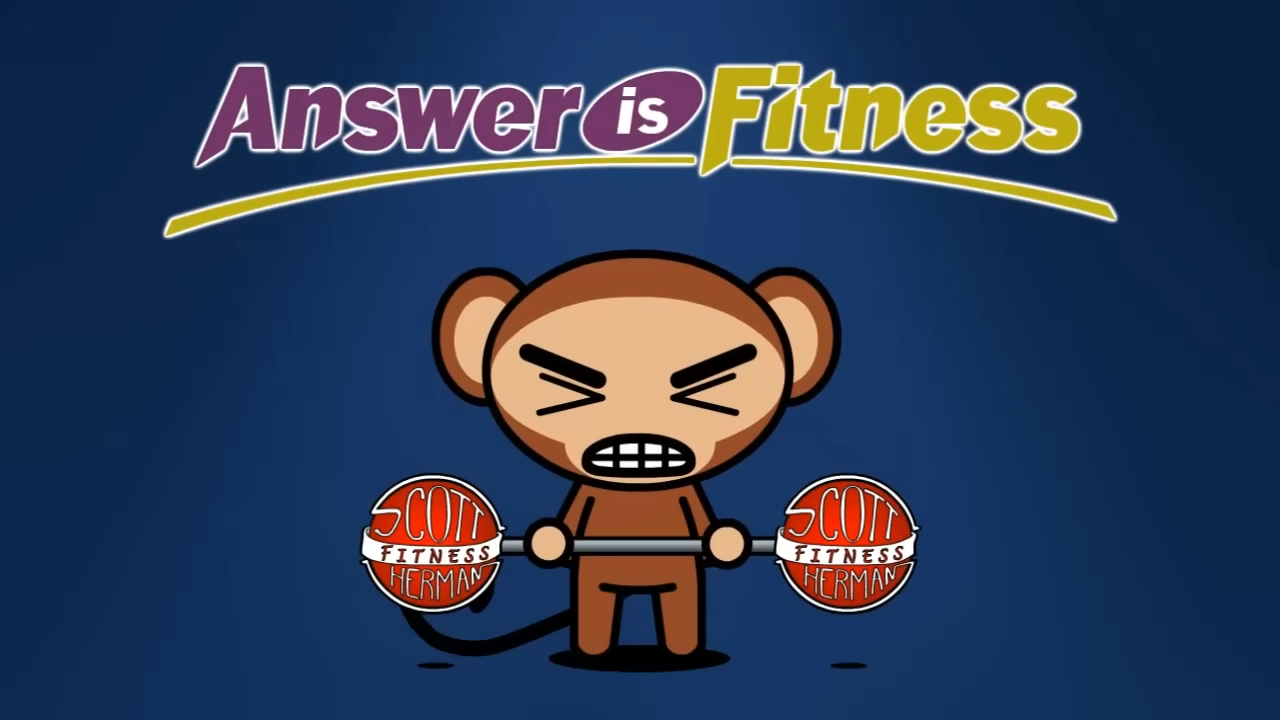 Answer is Fitness
SCOTT
FITNESS
HERMAN
SCOTT
FITNESS
HERMAN